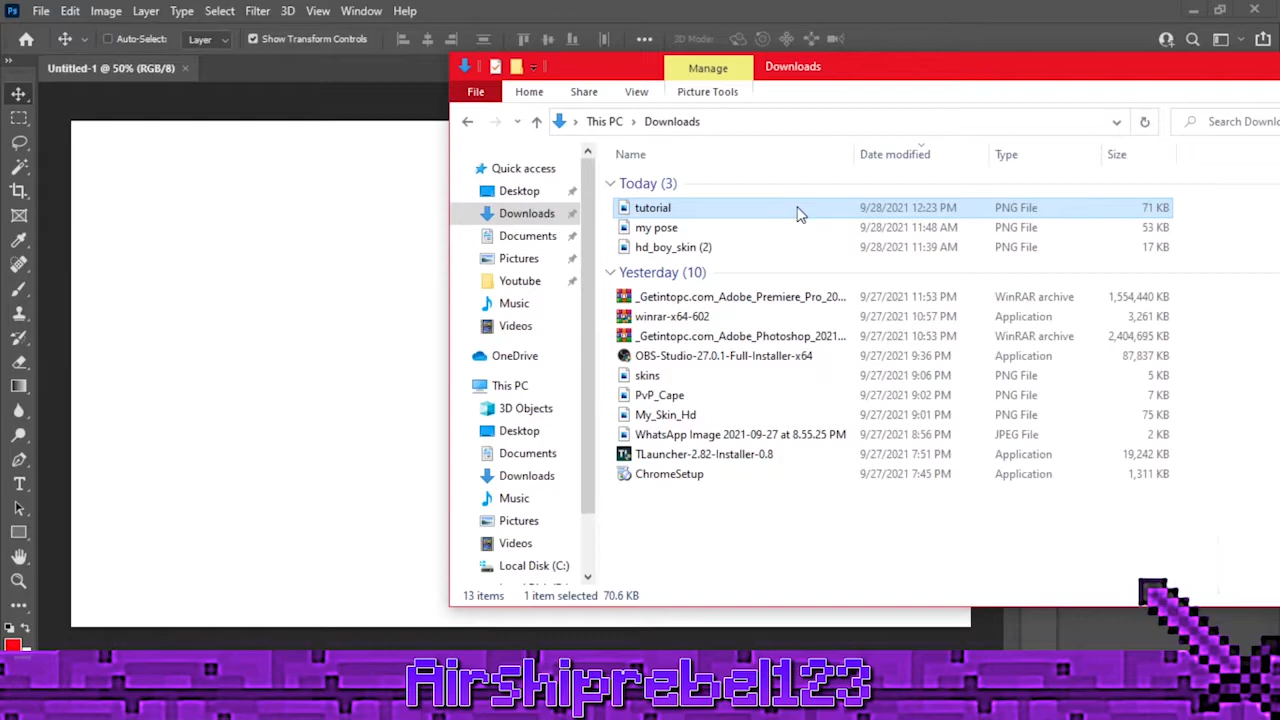 Ps File Edit Image Layer Type Select Filter 3D View Window Help
Auto-Select: Layer Show Transform Controls 3D Mode:
Untitled-1 @ 50% (RGB/8)
Manage Downloads
File Home Share View Picture Tools
This PC Downloads Search
Name Date modified Type Size
Quick access
Desktop
Downloads
Documents
Pictures
Youtube
Music
Videos
OneDrive
This PC
3D Objects
Desktop
Documents
Downloads
Music
Pictures
Videos
Local Disk (C:)
Today (3)
tutorial 9/28/2021 12:23 PM PNG File 71 KB
my pose 9/28/2021 11:48 AM PNG File 53 KB
hd_boy_skin (2) 9/28/2021 11:39 AM PNG File 17 KB
Yesterday (10)
_Getintopc.com_Adobe_Premiere_Pro_20... 9/27/2021 11:53 PM WinRAR archive 1,554,440 KB
winrar-x64-602 9/27/2021 10:57 PM Application 3,261 KB
_Getintopc.com_Adobe_Photoshop_2021... 9/27/2021 10:53 PM WinRAR archive 2,404,695 KB
OBS-Studio-27.0.1-Full-Installer-x64 9/27/2021 9:36 PM Application 87,837 KB
skins 9/27/2021 9:06 PM PNG File 5 KB
PvP_Cape 9/27/2021 9:02 PM PNG File 7 KB
My_Skin_Hd 9/27/2021 9:01 PM PNG File 75 KB
WhatsApp Image 2021-09-27 at 8.55.25 PM 9/27/2021 8:56 PM JPEG File 2 KB
TLauncher-2.82-Installer-0.8 9/27/2021 7:51 PM Application 19,242 KB
ChromeSetup 9/27/2021 7:45 PM Application 1,311 KB
13 items 1 item selected 70.6 KB
Airshiprebel123